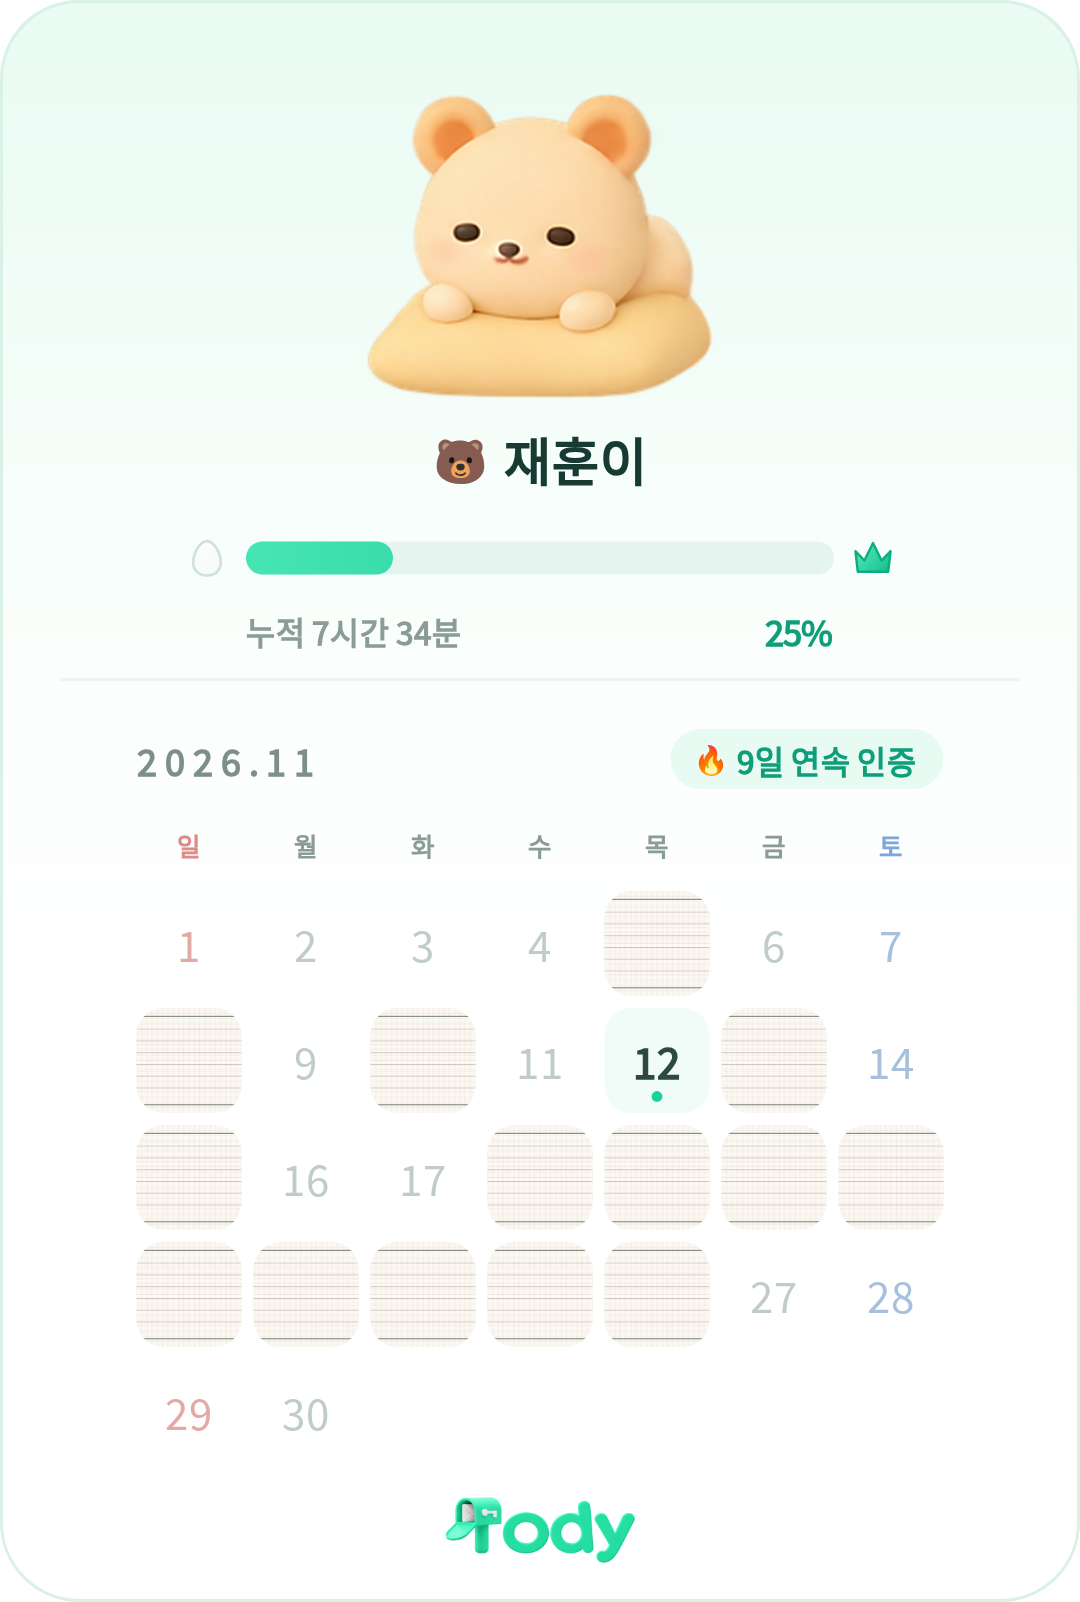 🐻 재훈이
누적 7시간 34분 25%
2026.11 🔥 9일 연속 인증
일 월 화 수 목 금 토
1 2 3 4 6 7
9 11 12 14
16 17
27 28
29 30
Tody